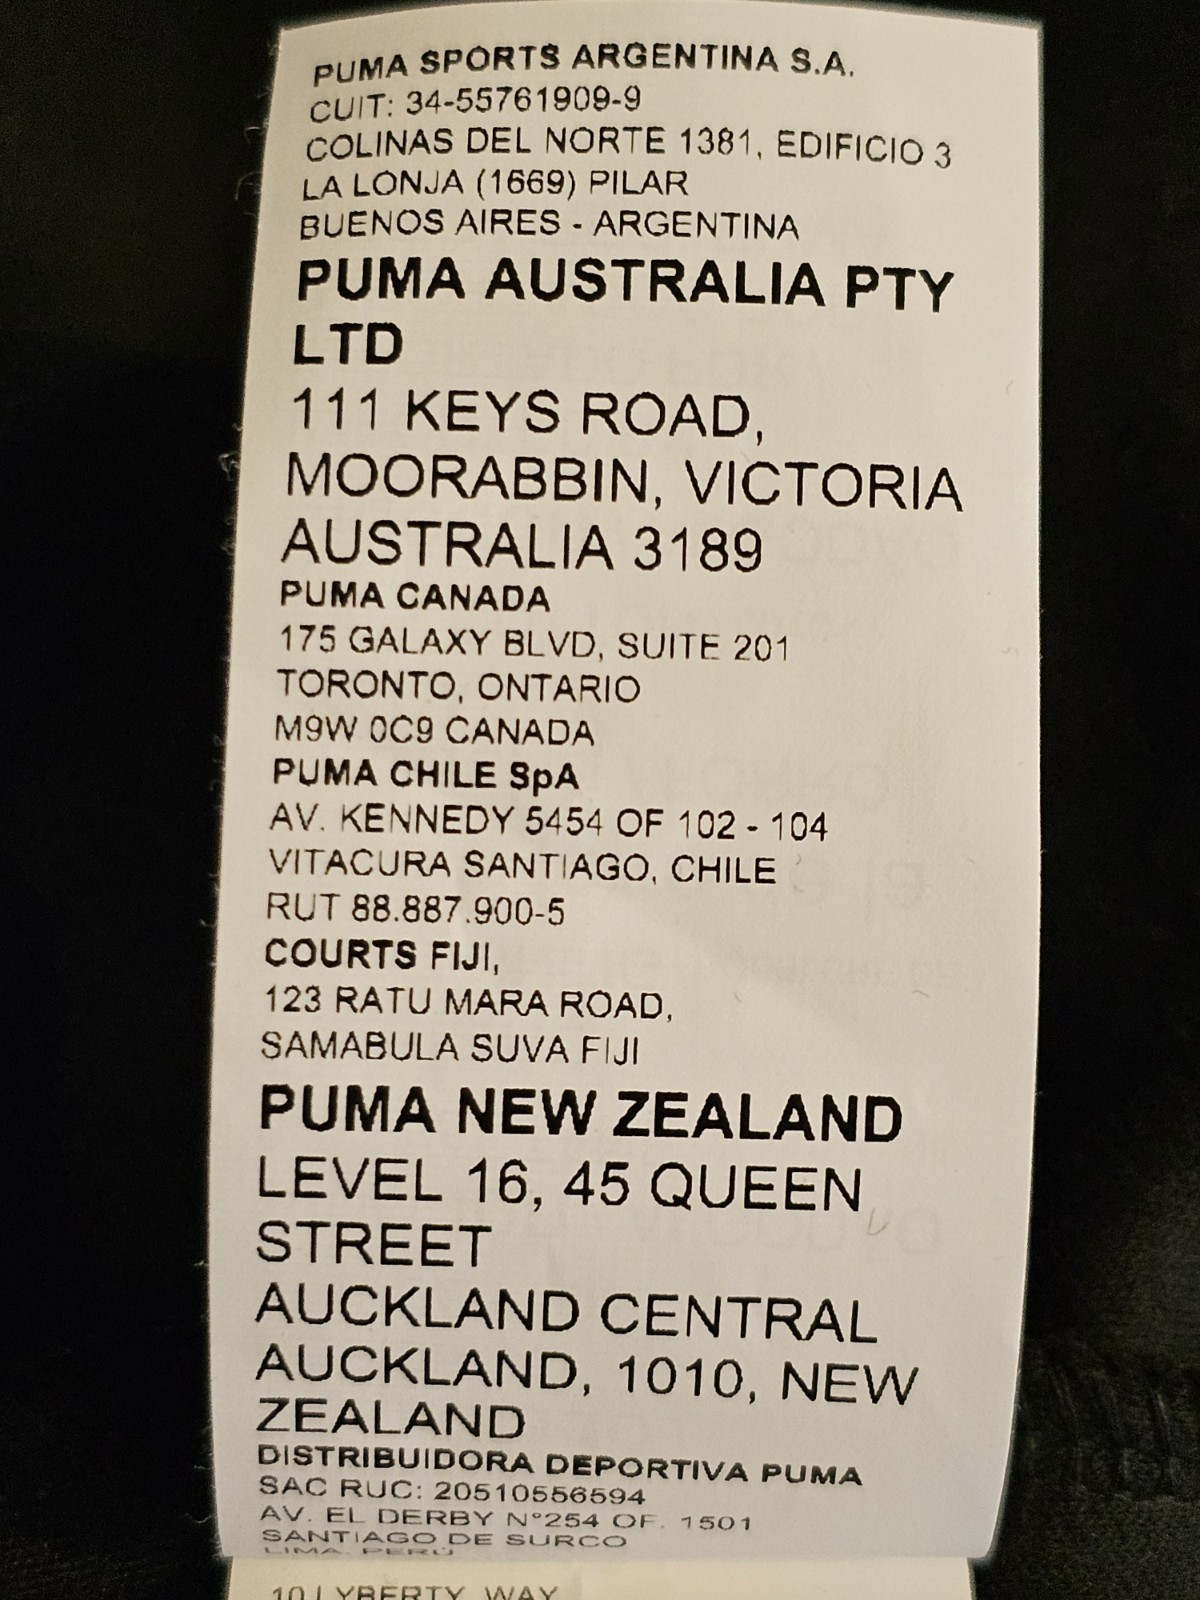 PUMA SPORTS ARGENTINA S.A.
CUIT: 34-55761909-9
COLINAS DEL NORTE 1381, EDIFICIO 3
LA LONJA (1669) PILAR
BUENOS AIRES - ARGENTINA
PUMA AUSTRALIA PTY
LTD
111 KEYS ROAD,
MOORABBIN, VICTORIA
AUSTRALIA 3189
PUMA CANADA
175 GALAXY BLVD, SUITE 201
TORONTO, ONTARIO
M9W 0C9 CANADA
PUMA CHILE SpA
AV. KENNEDY 5454 OF 102 - 104
VITACURA SANTIAGO, CHILE
RUT 88.887.900-5
COURTS FIJI,
123 RATU MARA ROAD,
SAMABULA SUVA FIJI
PUMA NEW ZEALAND
LEVEL 16, 45 QUEEN
STREET
AUCKLAND CENTRAL
AUCKLAND, 1010, NEW
ZEALAND
DISTRIBUIDORA DEPORTIVA PUMA
SAC RUC: 20510556594
AV. EL DERBY N°254 OF. 1501
SANTIAGO DE SURCO
LIMA. PERÚ
10 LYBERTY WAY